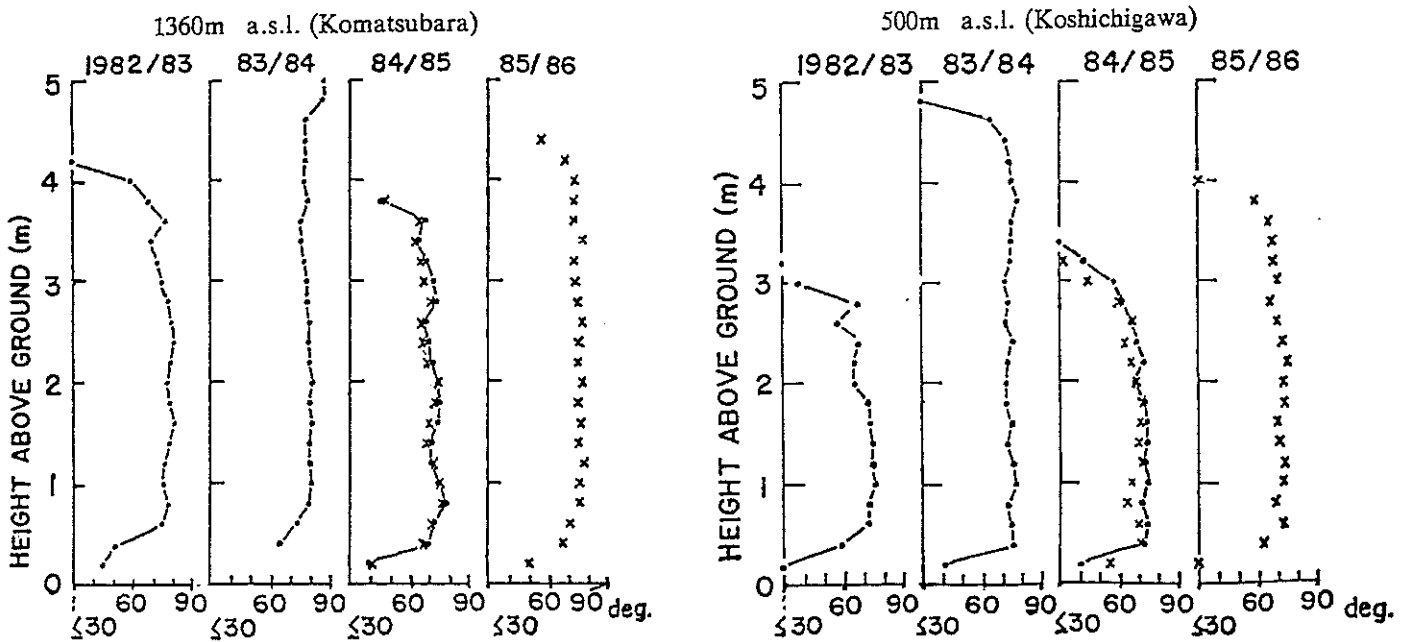 1360m a.s.l. (Komatsubara)
500m a.s.l. (Koshichigawa)
1982/83 83/84 84/85 85/86
1982/83 83/84 84/85 85/86
HEIGHT ABOVE GROUND (m)
5
4
3
2
1
0
60 90 60 90 60 90 60 90 deg.
≦30 ≦30 ≦30 ≦30
HEIGHT ABOVE GROUND (m)
5
4
3
2
1
0
60 90 60 90 60 90 60 90 deg.
≦30 ≦30 ≦30 ≦30